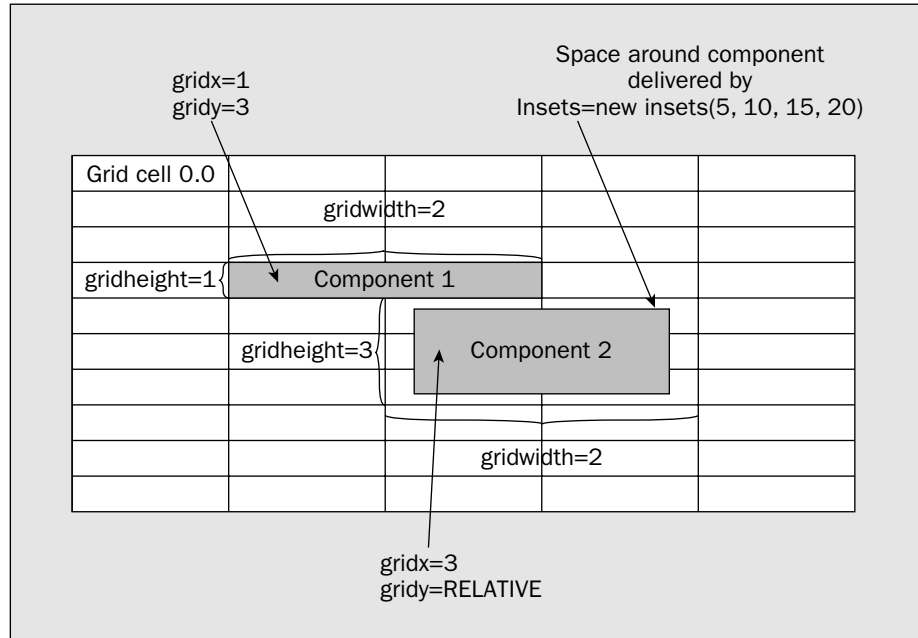 gridx=1
gridy=3
Space around component
delivered by
Insets=new insets(5, 10, 15, 20)
Grid cell 0.0
gridwidth=2
gridheight=1
Component 1
gridheight=3
Component 2
gridwidth=2
gridx=3
gridy=RELATIVE